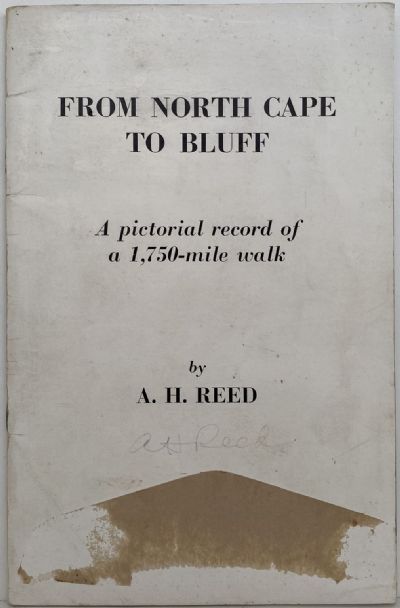 FROM NORTH CAPE
TO BLUFF
A pictorial record of
a 1,750-mile walk
by
A. H. REED
A H Reed